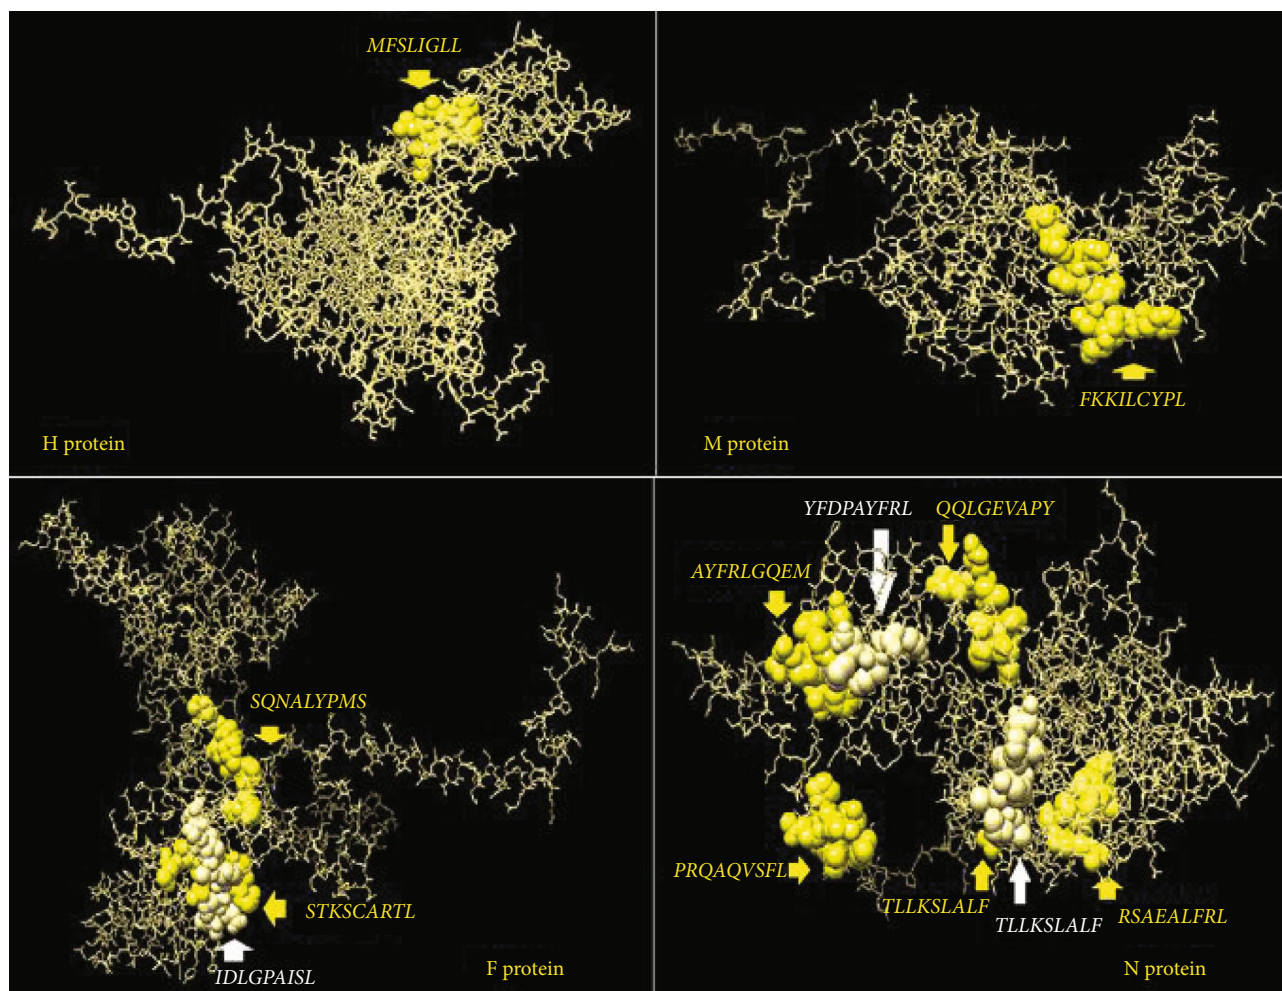 MFSLIGLL
H protein
FKKILCYPL
M protein
SQNALYPMS
STKSCARTL
IDLGPAISL
F protein
YFDPAYFRL
QQLGEVAPY
AYFRLGQEM
PRQAQVSFL
TLLKSLALF
TLLKSLALF
RSAEALFRL
N protein